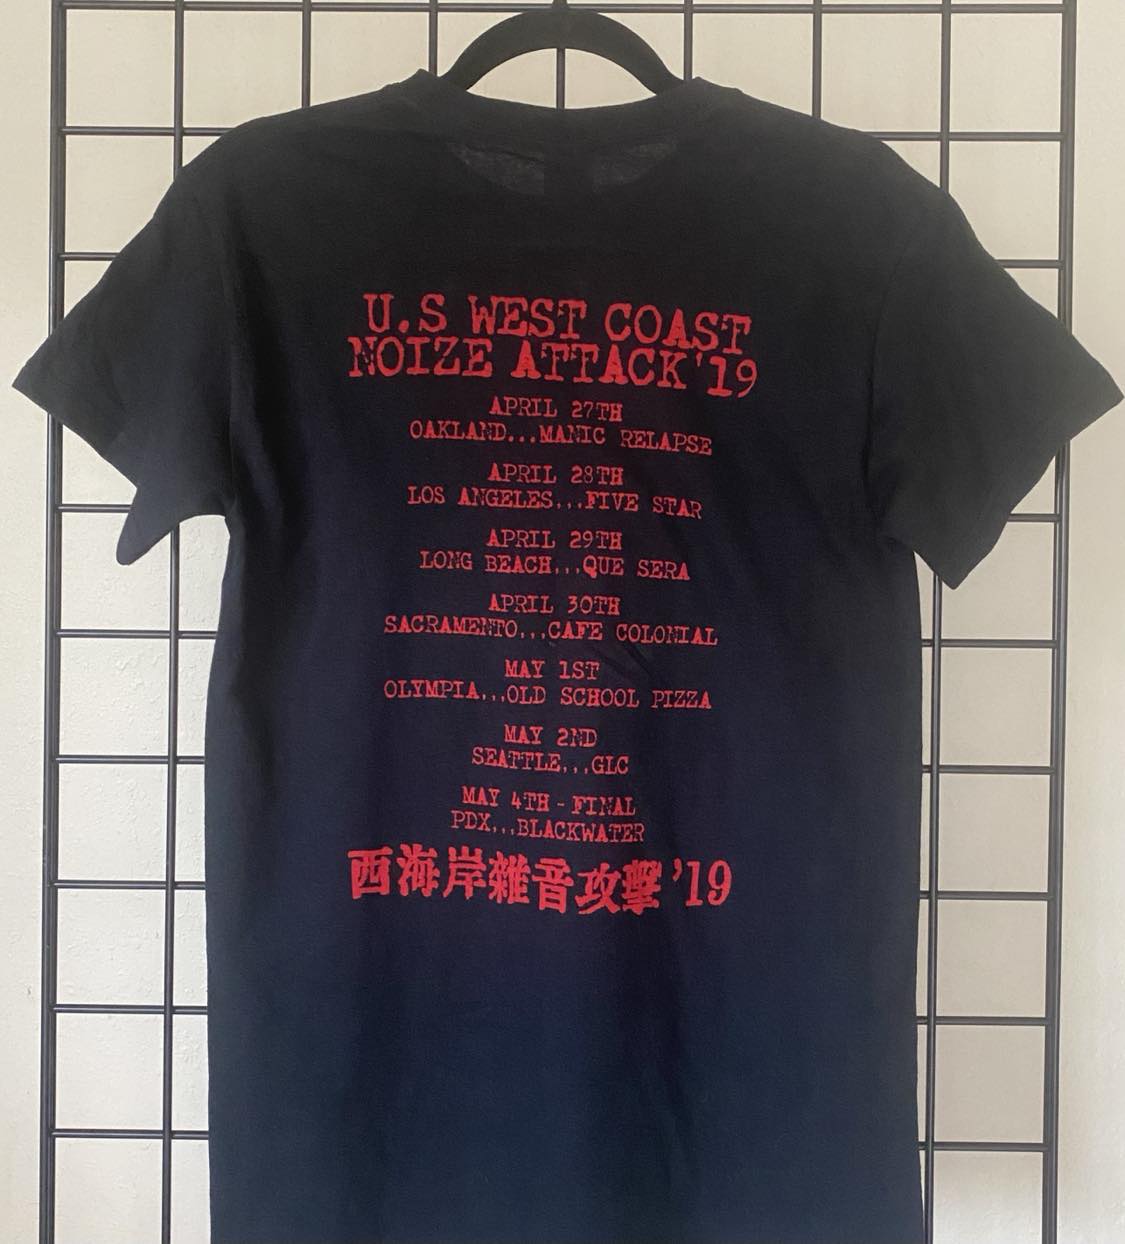 U.S WEST COAST
NOIZE ATTACK '19
APRIL 27TH
OAKLAND...MANIC RELAPSE
APRIL 28TH
LOS ANGELES...FIVE STAR
APRIL 29TH
LONG BEACH...QUE SERA
APRIL 30TH
SACRAMENTO...CAFE COLONIAL
MAY 1ST
OLYMPIA...OLD SCHOOL PIZZA
MAY 2ND
SEATTLE...GLC
MAY 4TH - FINAL
PDX...BLACKWATER
西海岸雜音攻撃 '19